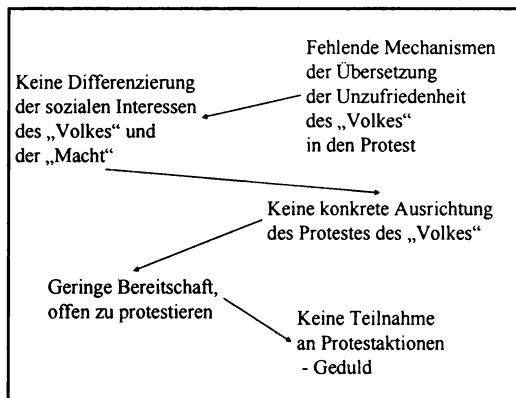 Fehlende Mechanismen
der Übersetzung
der Unzufriedenheit
des „Volkes“
in den Protest
Keine Differenzierung
der sozialen Interessen
des „Volkes“ und
der „Macht“
Keine konkrete Ausrichtung
des Protestes des „Volkes“
Geringe Bereitschaft,
offen zu protestieren
Keine Teilnahme
an Protestaktionen
- Geduld